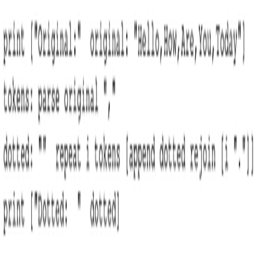 print ["Original:" original: "Hello,How,Are,You,Today"]
tokens: parse original ","
dotted: "" repeat i tokens [append dotted rejoin [i "."]]
print ["Dotted: " dotted]